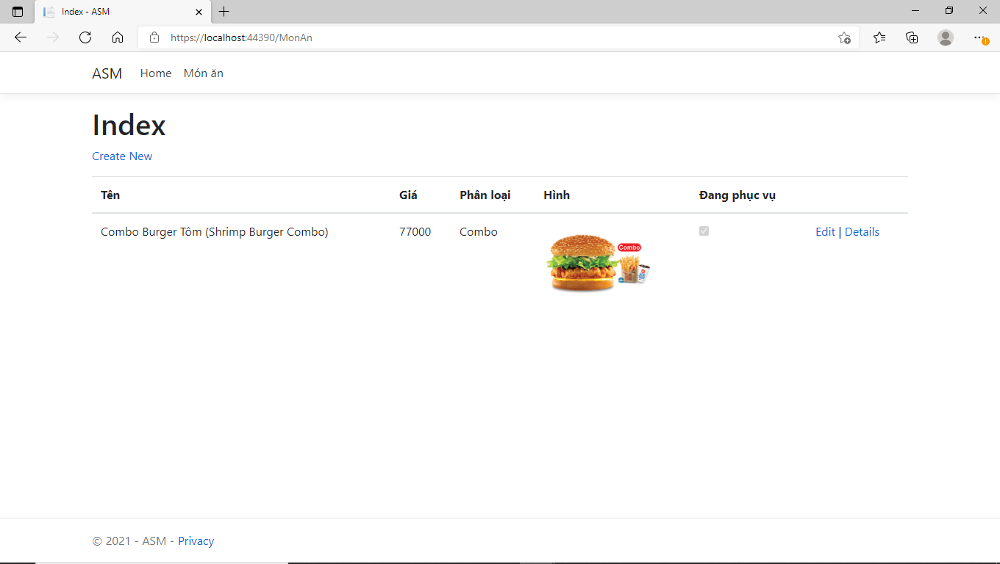 Index - ASM
https://localhost:44390/MonAn
ASM Home Món ăn
Index
Create New
Tên Giá Phân loại Hình Đang phục vụ
Combo Burger Tôm (Shrimp Burger Combo) 77000 Combo Edit | Details
Combo
© 2021 - ASM - Privacy